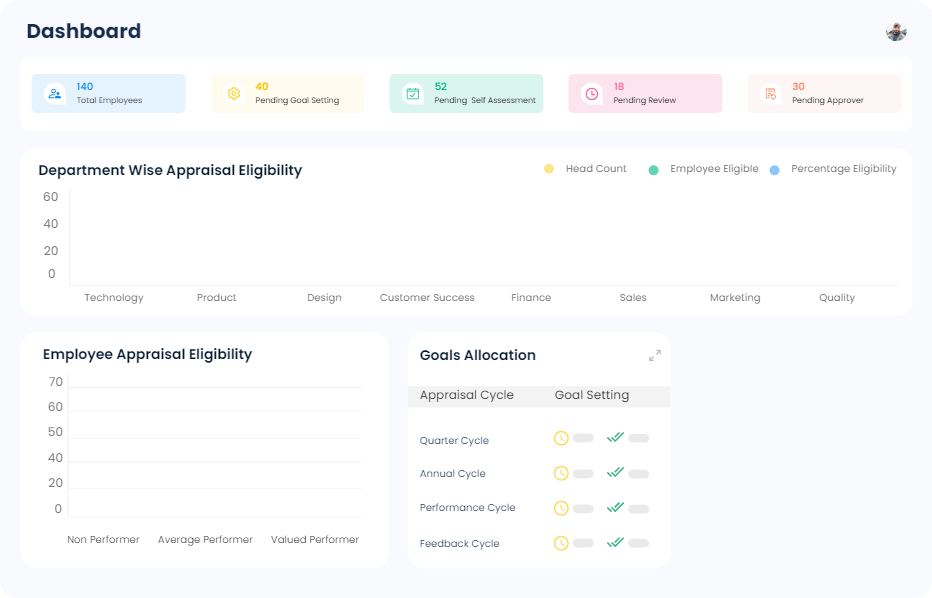 Dashboard
140
Total Employees
40
Pending Goal Setting
52
Pending Self Assessment
18
Pending Review
30
Pending Approver
Department Wise Appraisal Eligibility
Head Count
Employee Eligible
Percentage Eligibility
60
40
20
0
Technology
Product
Design
Customer Success
Finance
Sales
Marketing
Quality
Employee Appraisal Eligibility
70
60
50
40
20
0
Non Performer
Average Performer
Valued Performer
Goals Allocation
Appraisal Cycle
Goal Setting
Quarter Cycle
Annual Cycle
Performance Cycle
Feedback Cycle